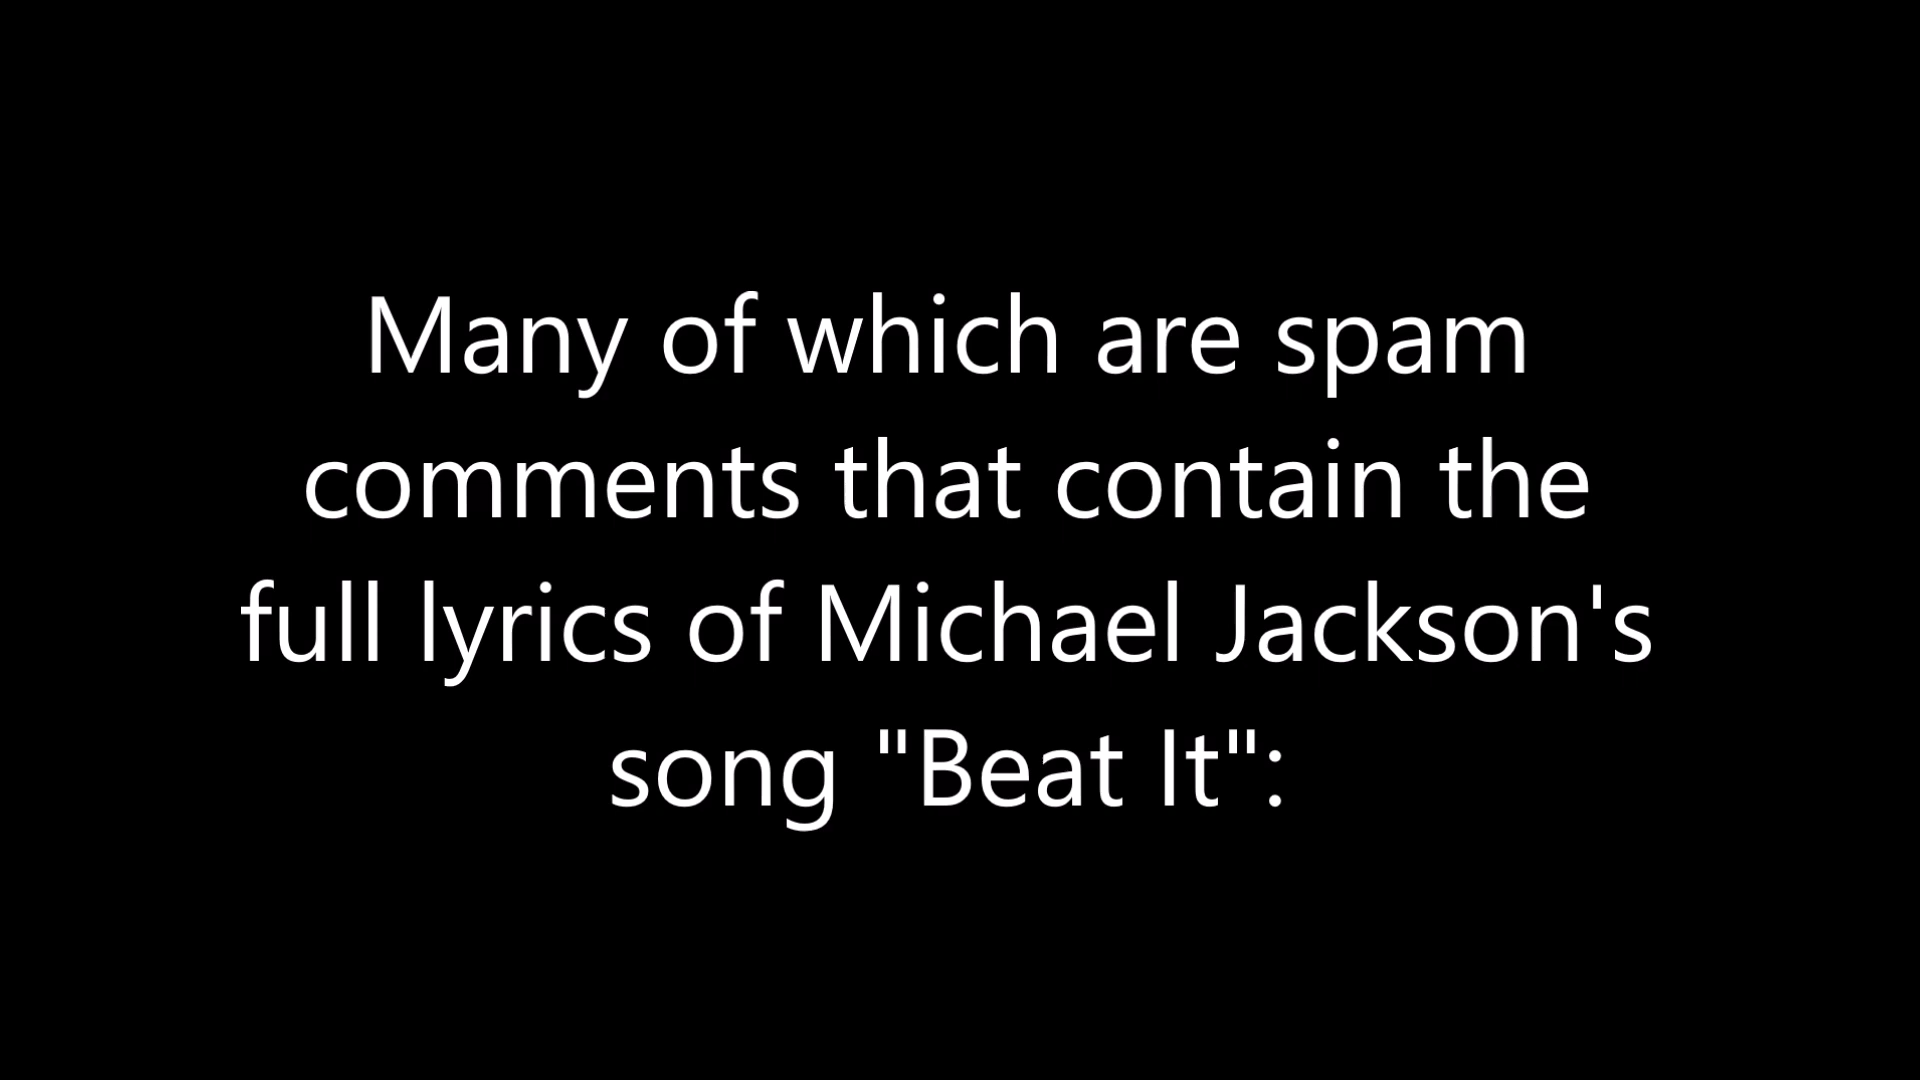 Many of which are spam
comments that contain the
full lyrics of Michael Jackson's
song "Beat It":